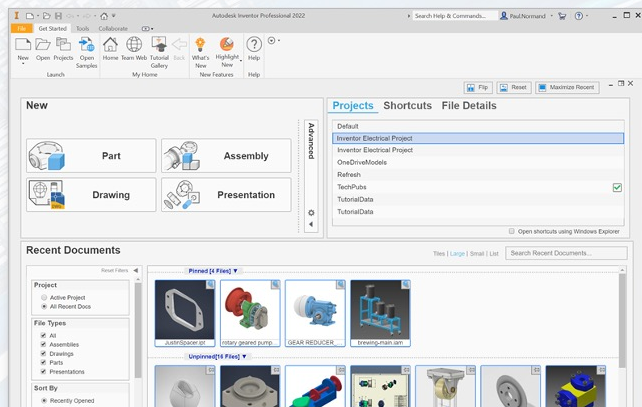 Autodesk Inventor Professional 2022
Search Help & Commands...
Paul.Normand
File
Get Started
Tools
Collaborate
New
Open
Projects
Open Samples
Home
Team Web
Tutorial Gallery
Back
What's New
Highlight New
Help
Launch
My Home
New Features
Help
Flip
Reset
Maximize Recent
New
Part
Assembly
Drawing
Presentation
Advanced
Projects
Shortcuts
File Details
Default
Inventor Electrical Project
Inventor Electrical Project
OneDriveModels
Refresh
TechPubs
TutorialData
TutorialData
Open shortcuts using Windows Explorer
Recent Documents
Tiles | Large | Small | List
Search Recent Documents...
Reset Filters
Project
Active Project
All Recent Docs
File Types
All
Assemblies
Drawings
Parts
Presentations
Sort By
Recently Opened
Pinned [4 Files]
JustinSpacer.ipt
rotary geared pump...
GEAR REDUCER_...
brewing-main.iam
Unpinned[16 Files]